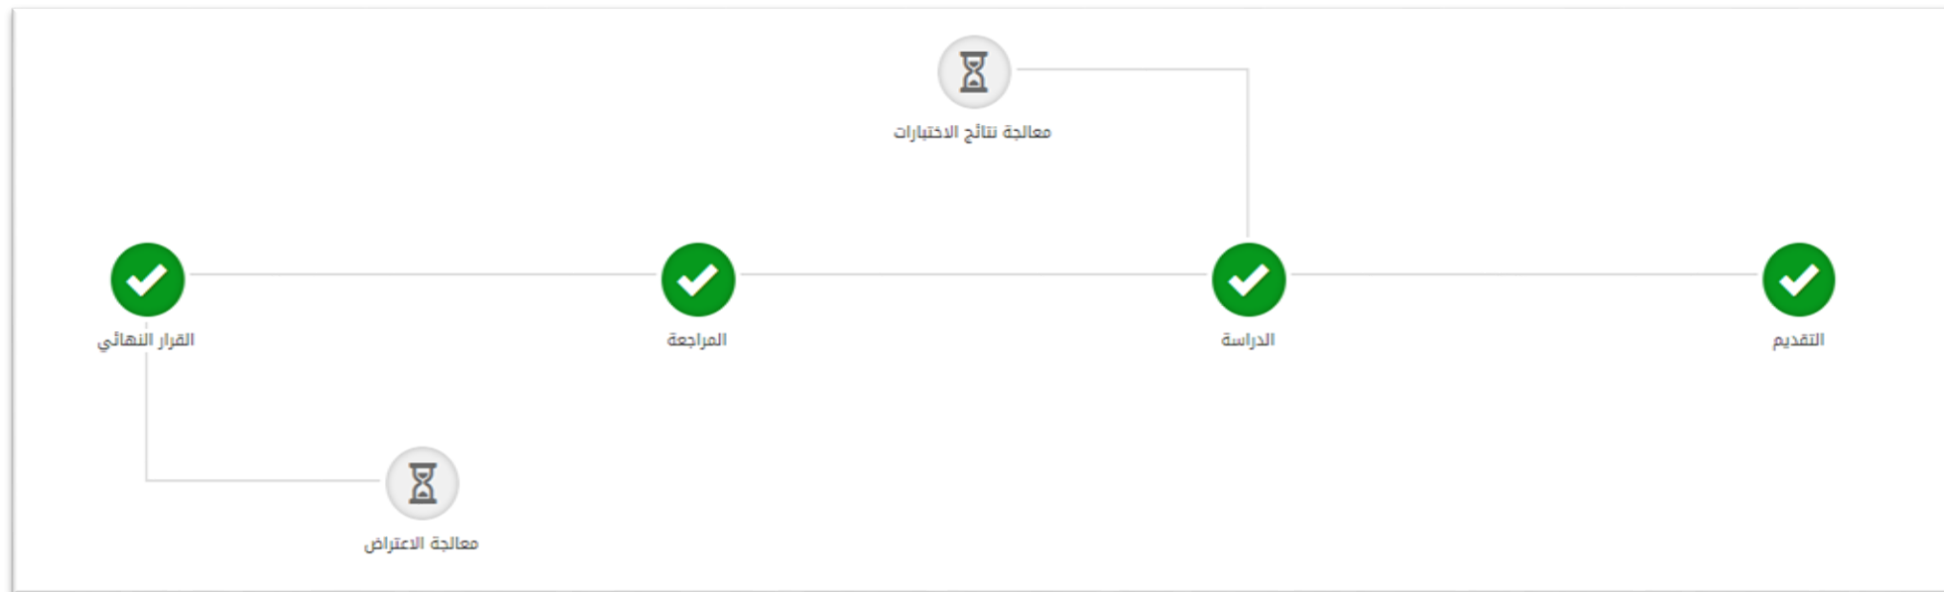 معالجة نتائج الاختبارات
التقديم
الدراسة
المراجعة
القرار النهائي
معالجة الاعتراض